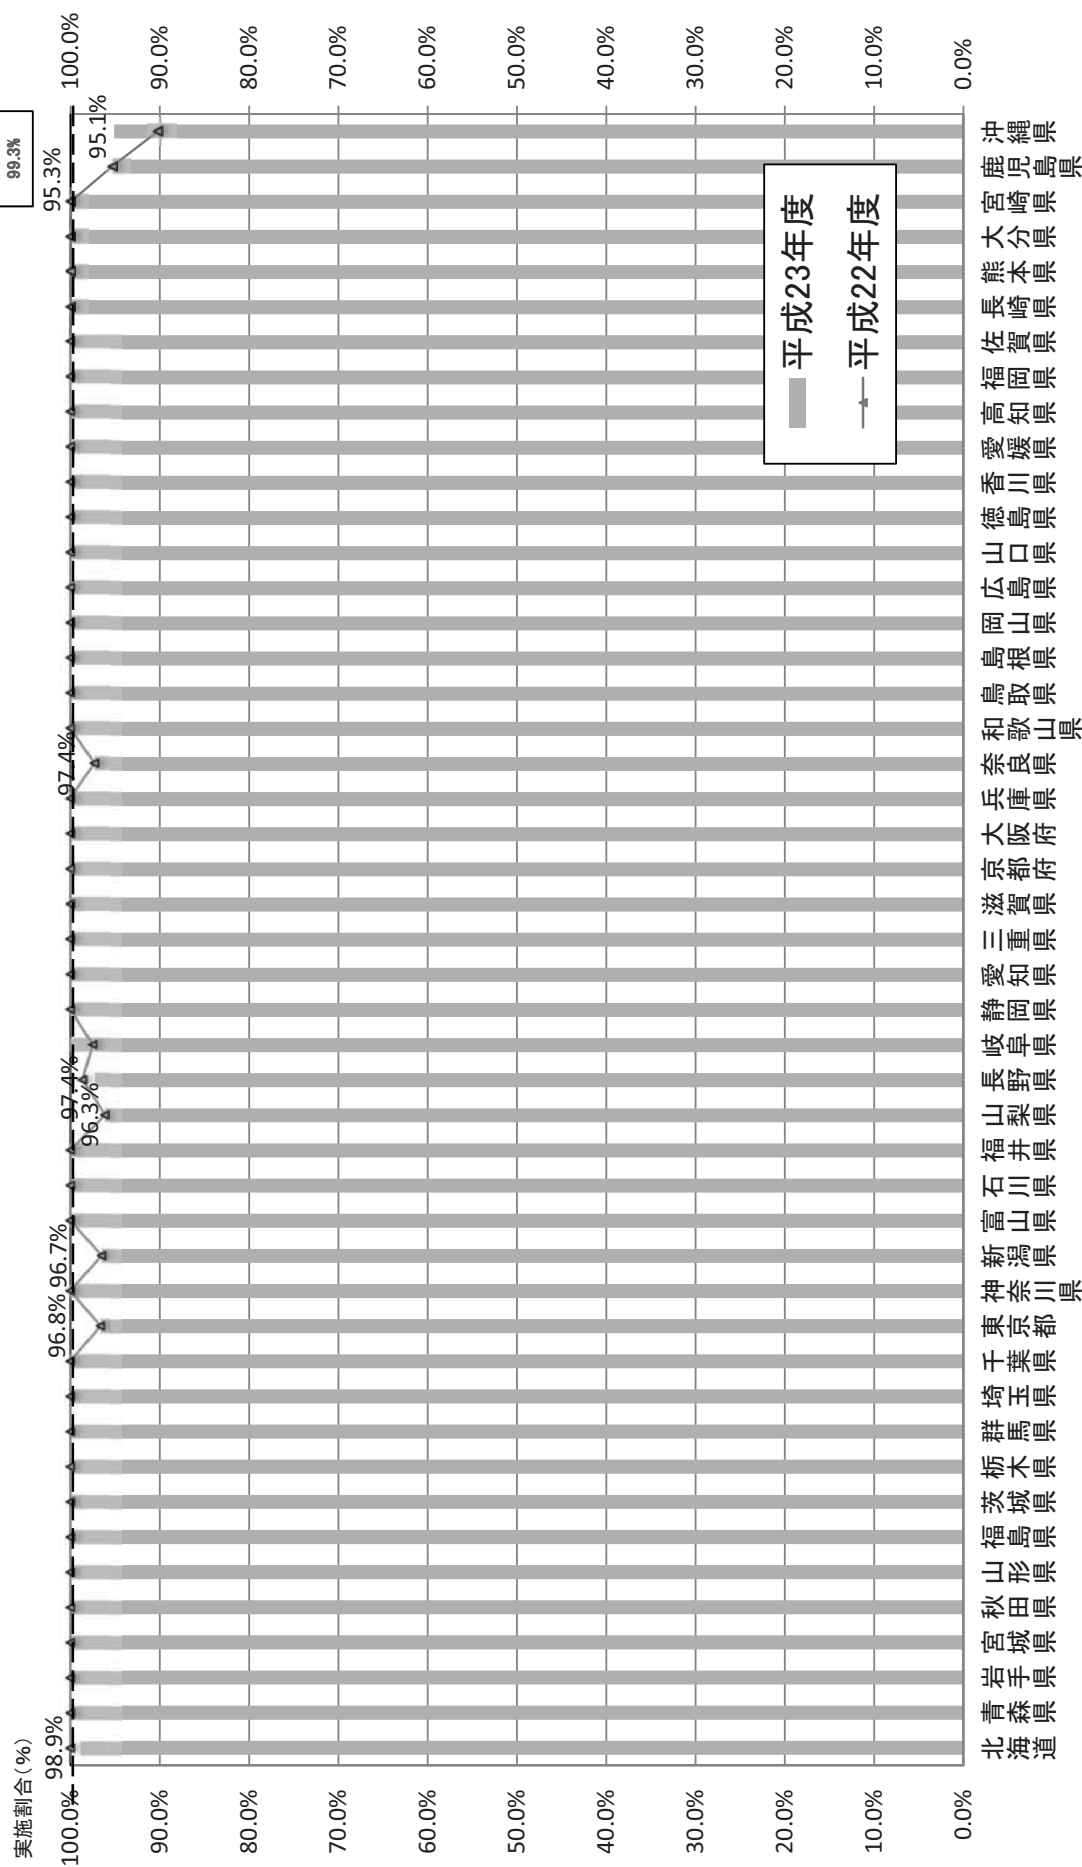 実施割合(%)
99.3%
100.0%
90.0%
80.0%
70.0%
60.0%
50.0%
40.0%
30.0%
20.0%
10.0%
0.0%
98.9%
96.8%
96.7%
96.3%
97.4%
97.4%
95.3%
95.1%
100.0%
90.0%
80.0%
70.0%
60.0%
50.0%
40.0%
30.0%
20.0%
10.0%
0.0%
平成23年度
平成22年度
北海道
青森県
岩手県
宮城県
秋田県
山形県
福島県
茨城県
栃木県
群馬県
埼玉県
千葉県
東京都
神奈川県
新潟県
富山県
石川県
福井県
山梨県
長野県
岐阜県
静岡県
愛知県
三重県
滋賀県
京都府
大阪府
兵庫県
奈良県
和歌山県
鳥取県
島根県
岡山県
広島県
山口県
徳島県
香川県
愛媛県
高知県
福岡県
佐賀県
長崎県
熊本県
大分県
宮崎県
鹿児島県
沖縄県